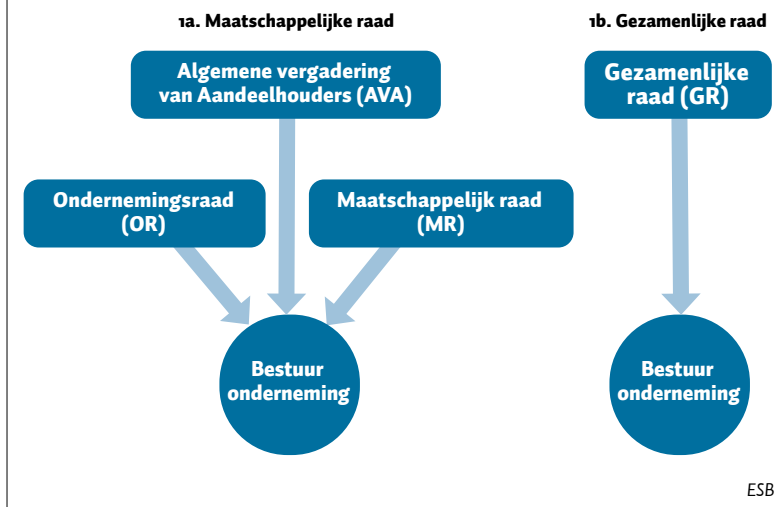 1a. Maatschappelijke raad
Algemene vergadering
van Aandeelhouders (AVA)
Ondernemingsraad
(OR)
Maatschappelijk raad
(MR)
Bestuur
onderneming
1b. Gezamenlijke raad
Gezamenlijke
raad (GR)
Bestuur
onderneming
ESB